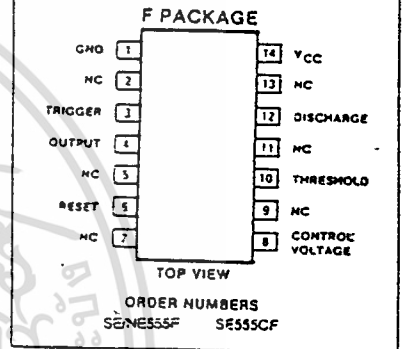 F PACKAGE
GND 1
NC 2
TRIGGER 3
OUTPUT 4
NC 5
RESET 6
NC 7
14 VCC
13 NC
12 DISCHARGE
11 NC
10 THRESHOLD
9 NC
8 CONTROL VOLTAGE
TOP VIEW
ORDER NUMBERS
SE/NE555F SE555CF